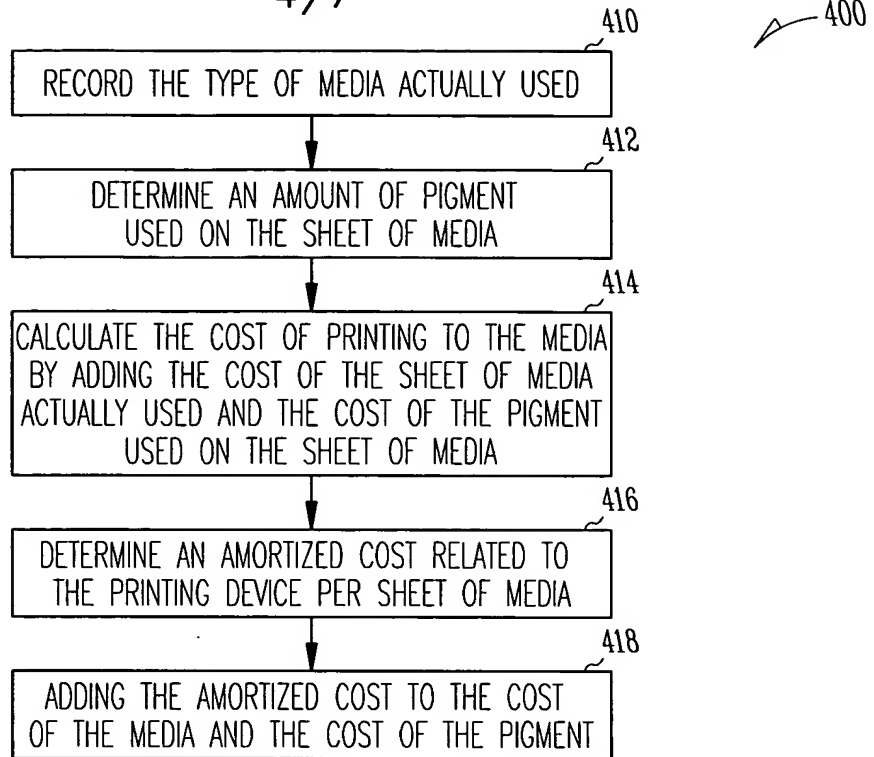 4/7
410
400
RECORD THE TYPE OF MEDIA ACTUALLY USED
412
DETERMINE AN AMOUNT OF PIGMENT
USED ON THE SHEET OF MEDIA
414
CALCULATE THE COST OF PRINTING TO THE MEDIA
BY ADDING THE COST OF THE SHEET OF MEDIA
ACTUALLY USED AND THE COST OF THE PIGMENT
USED ON THE SHEET OF MEDIA
416
DETERMINE AN AMORTIZED COST RELATED TO
THE PRINTING DEVICE PER SHEET OF MEDIA
418
ADDING THE AMORTIZED COST TO THE COST
OF THE MEDIA AND THE COST OF THE PIGMENT